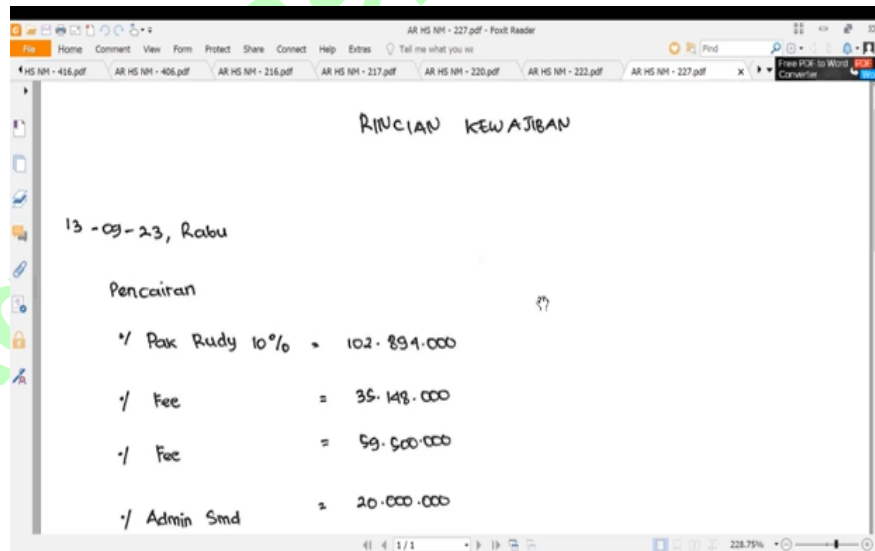 AR HS NM - 227.pdf - Foxit Reader
File Home Comment View Form Protect Share Connect Help Extras Tell me what you wa Find
HS NM - 416.pdf AR HS NM - 406.pdf AR HS NM - 216.pdf AR HS NM - 217.pdf AR HS NM - 220.pdf AR HS NM - 222.pdf AR HS NM - 227.pdf x Free PDF to Word
Converter
RINCIAN KEWAJIBAN
13-09-23, Rabu
Pencairan
•/ Pak Rudy 10% = 102.894.000
•/ Fee = 35.148.000
•/ Fee = 59.500.000
•/ Admin Smd = 20.000.000
1/1 228.75%